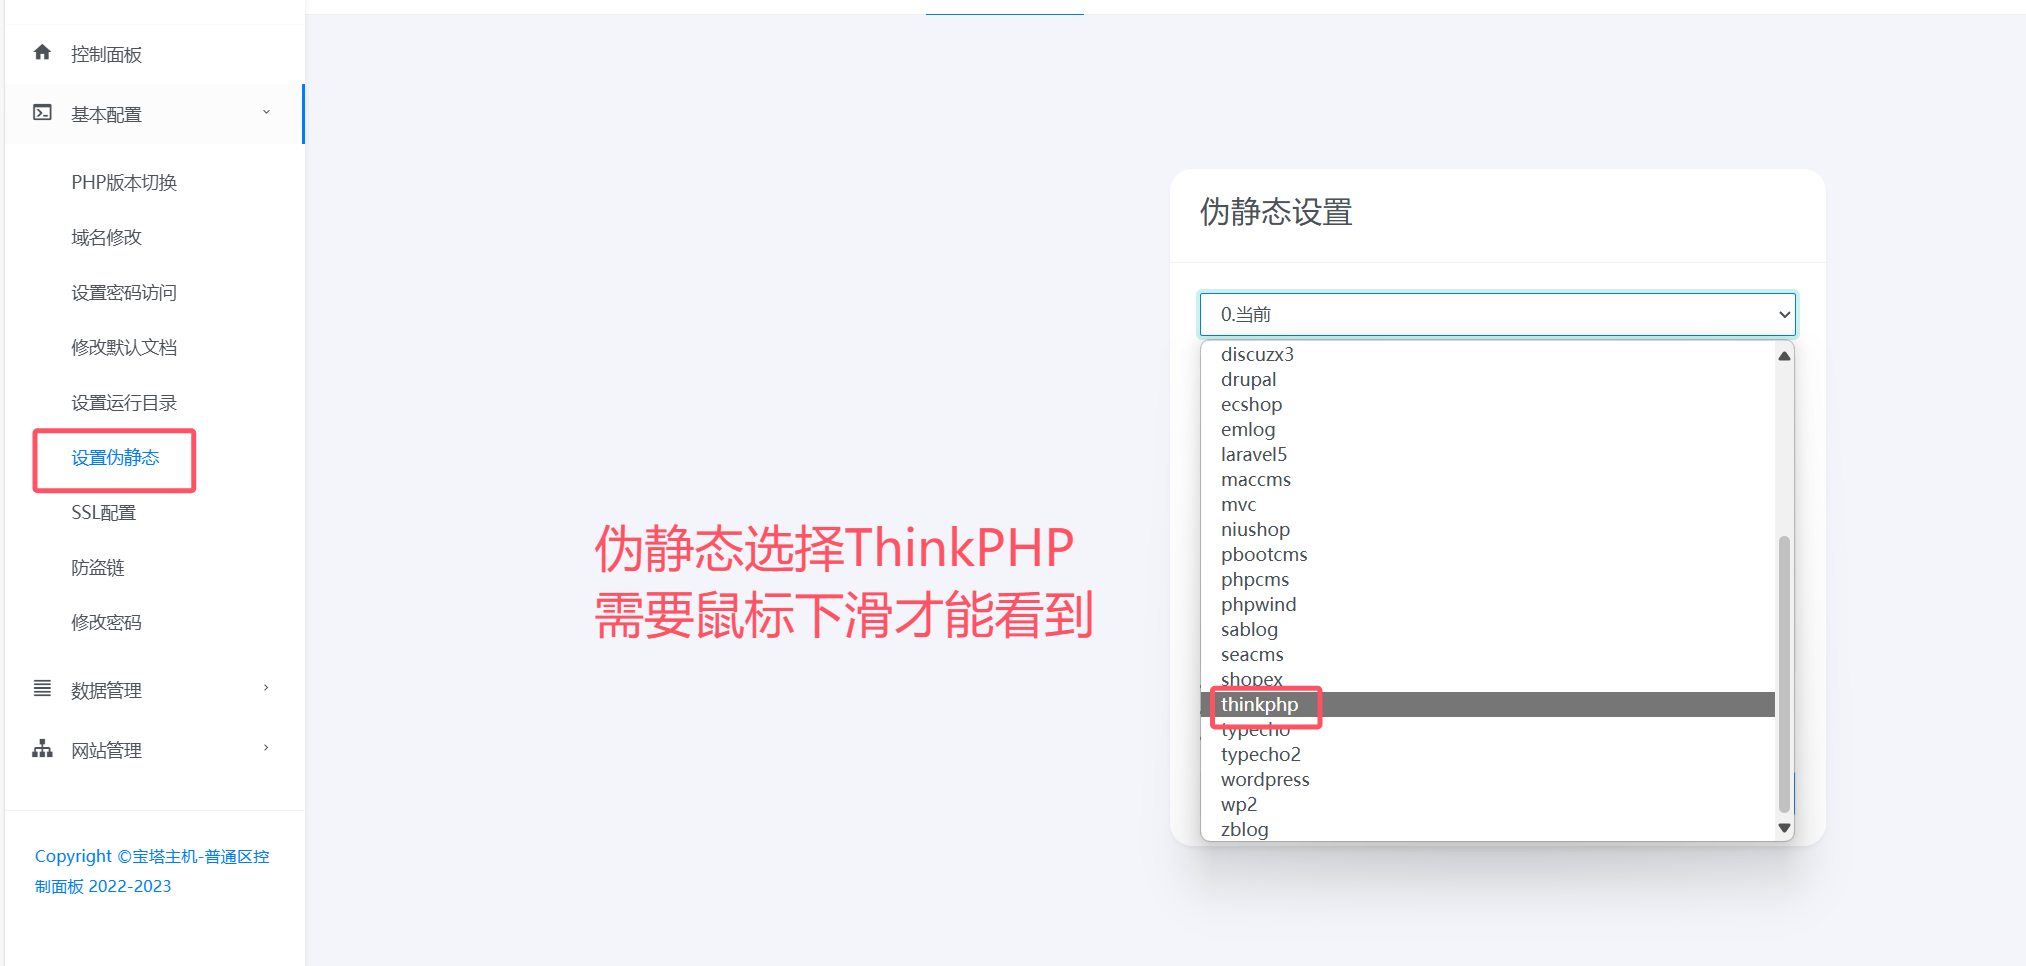 控制面板
基本配置
PHP版本切换
域名修改
设置密码访问
修改默认文档
设置运行目录
设置伪静态
SSL配置
防盗链
修改密码
数据管理
网站管理
Copyright ©宝塔主机-普通区控
制面板 2022-2023
伪静态选择ThinkPHP
需要鼠标下滑才能看到
伪静态设置
0.当前
discuzx3
drupal
ecshop
emlog
laravel5
maccms
mvc
niushop
pbootcms
phpcms
phpwind
sablog
seacms
shopex
thinkphp
typecho
typecho2
wordpress
wp2
zblog